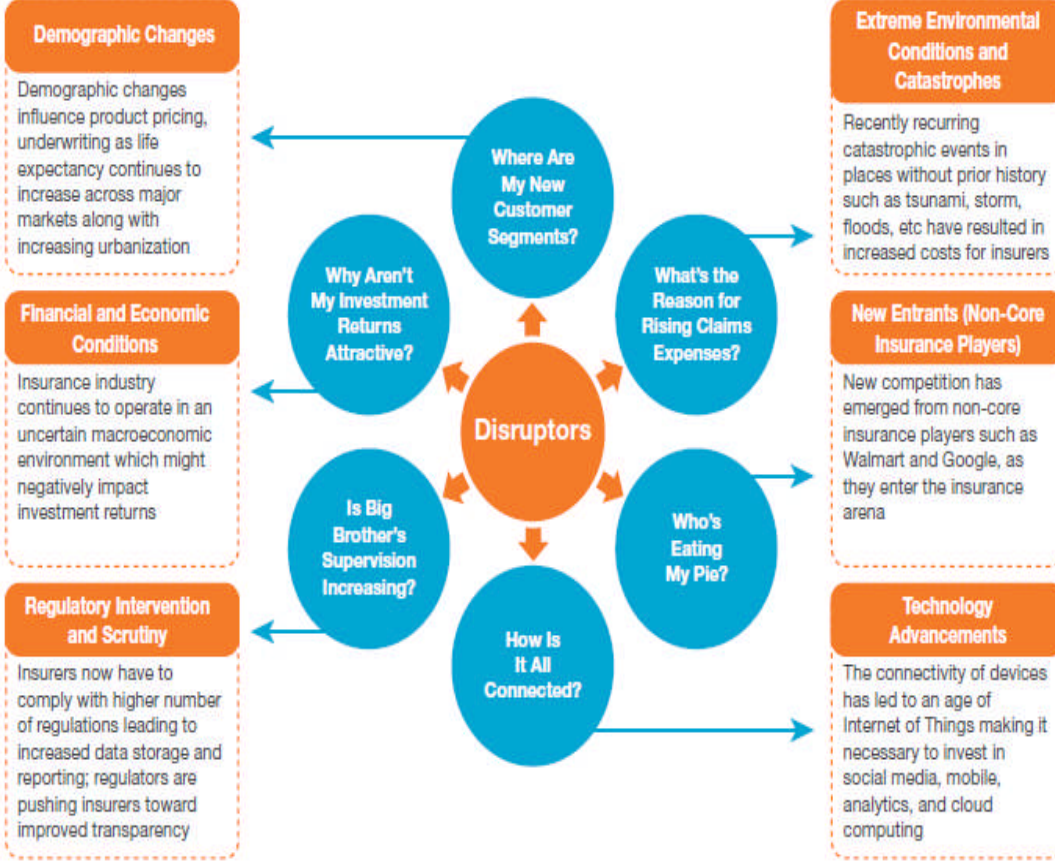 Demographic Changes
Demographic changes
influence product pricing,
underwriting as life
expectancy continues to
increase across major
markets along with
increasing urbanization
Financial and Economic
Conditions
Insurance industry
continues to operate in an
uncertain macroeconomic
environment which might
negatively impact
investment returns
Regulatory Intervention
and Scrutiny
Insurers now have to
comply with higher number
of regulations leading to
increased data storage and
reporting; regulators are
pushing insurers toward
improved transparency
Where Are
My New
Customer
Segments?
Why Aren't
My Investment
Returns
Attractive?
What's the
Reason for
Rising Claims
Expenses?
Disruptors
Is Big
Brother's
Supervision
Increasing?
Who's
Eating
My Pie?
How Is
It All
Connected?
Extreme Environmental
Conditions and
Catastrophes
Recently recurring
catastrophic events in
places without prior history
such as tsunami, storm,
floods, etc have resulted in
increased costs for insurers
New Entrants (Non-Core
Insurance Players)
New competition has
emerged from non-core
insurance players such as
Walmart and Google, as
they enter the insurance
arena
Technology
Advancements
The connectivity of devices
has led to an age of
Internet of Things making it
necessary to invest in
social media, mobile,
analytics, and cloud
computing